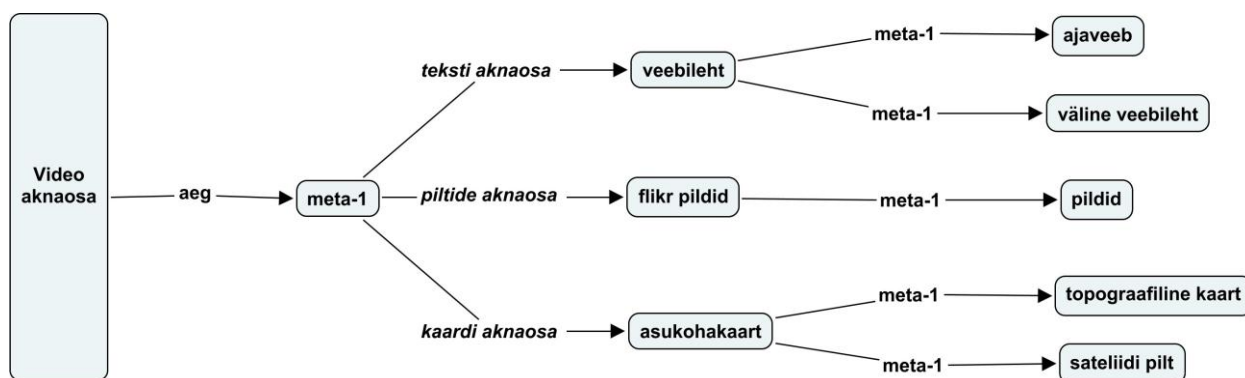 Video
aknaosa
aeg
meta-1
teksti aknaosa
veebileht
meta-1
ajaveeb
meta-1
väline veebileht
piltide aknaosa
flikr pildid
meta-1
pildid
kaardi aknaosa
asukohakaart
meta-1
topograafiline kaart
meta-1
sateliidi pilt